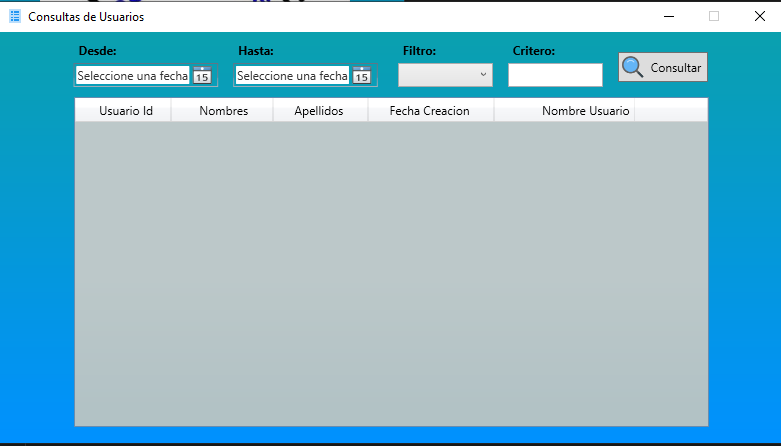 Consultas de Usuarios
Desde: Hasta: Filtro: Critero:
Seleccione una fecha 15 Seleccione una fecha 15 Consultar
Usuario Id Nombres Apellidos Fecha Creacion Nombre Usuario